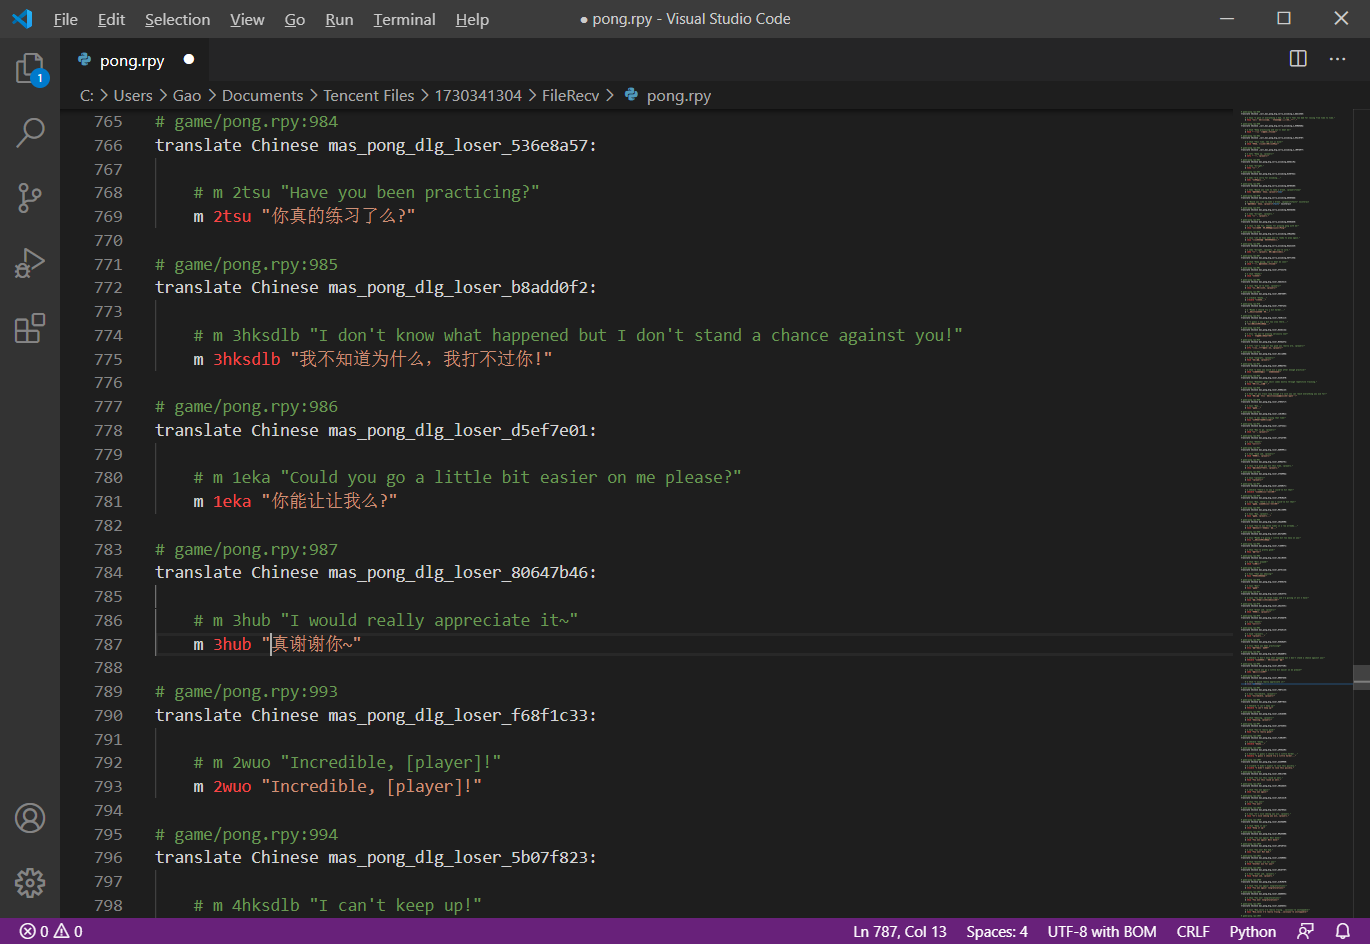 File Edit Selection View Go Run Terminal Help
● pong.rpy - Visual Studio Code
1
pong.rpy
C: > Users > Gao > Documents > Tencent Files > 1730341304 > FileRecv > pong.rpy
765 # game/pong.rpy:984
766 translate Chinese mas_pong_dlg_loser_536e8a57:
767
768 # m 2tsu "Have you been practicing?"
769 m 2tsu "你真的练习了么?"
770
771 # game/pong.rpy:985
772 translate Chinese mas_pong_dlg_loser_b8add0f2:
773
774 # m 3hksdlb "I don't know what happened but I don't stand a chance against you!"
775 m 3hksdlb "我不知道为什么，我打不过你!"
776
777 # game/pong.rpy:986
778 translate Chinese mas_pong_dlg_loser_d5ef7e01:
779
780 # m 1eka "Could you go a little bit easier on me please?"
781 m 1eka "你能让让我么?"
782
783 # game/pong.rpy:987
784 translate Chinese mas_pong_dlg_loser_80647b46:
785
786 # m 3hub "I would really appreciate it~"
787 m 3hub "真谢谢你~"
788
789 # game/pong.rpy:993
790 translate Chinese mas_pong_dlg_loser_f68f1c33:
791
792 # m 2wuo "Incredible, [player]!"
793 m 2wuo "Incredible, [player]!"
794
795 # game/pong.rpy:994
796 translate Chinese mas_pong_dlg_loser_5b07f823:
797
798 # m 4hksdlb "I can't keep up!"
0 0 Ln 787, Col 13 Spaces: 4 UTF-8 with BOM CRLF Python